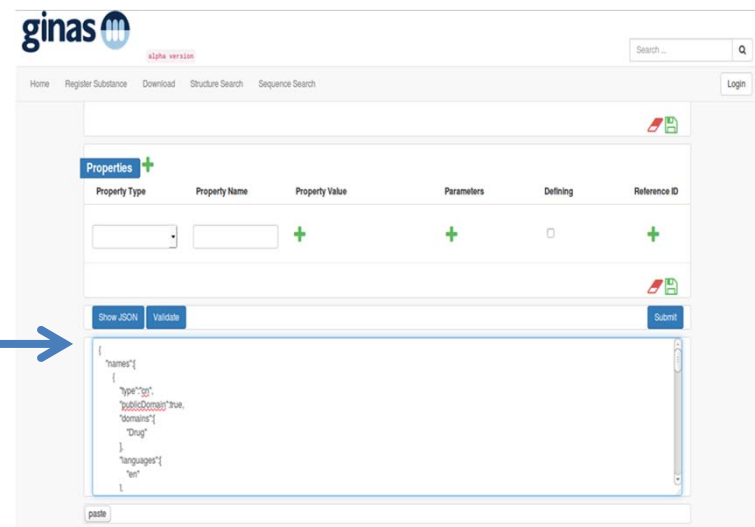 ginas
alpha version
Search ...
Home Register Substance Download Structure Search Sequence Search Login
Properties
Property Type Property Name Property Value Parameters Defining Reference ID
Show JSON Validate Submit
{
"names":[
{
"type":"cn",
"publicDomain":true,
"domains":[
"Drug"
],
"languages":[
"en"
],
paste